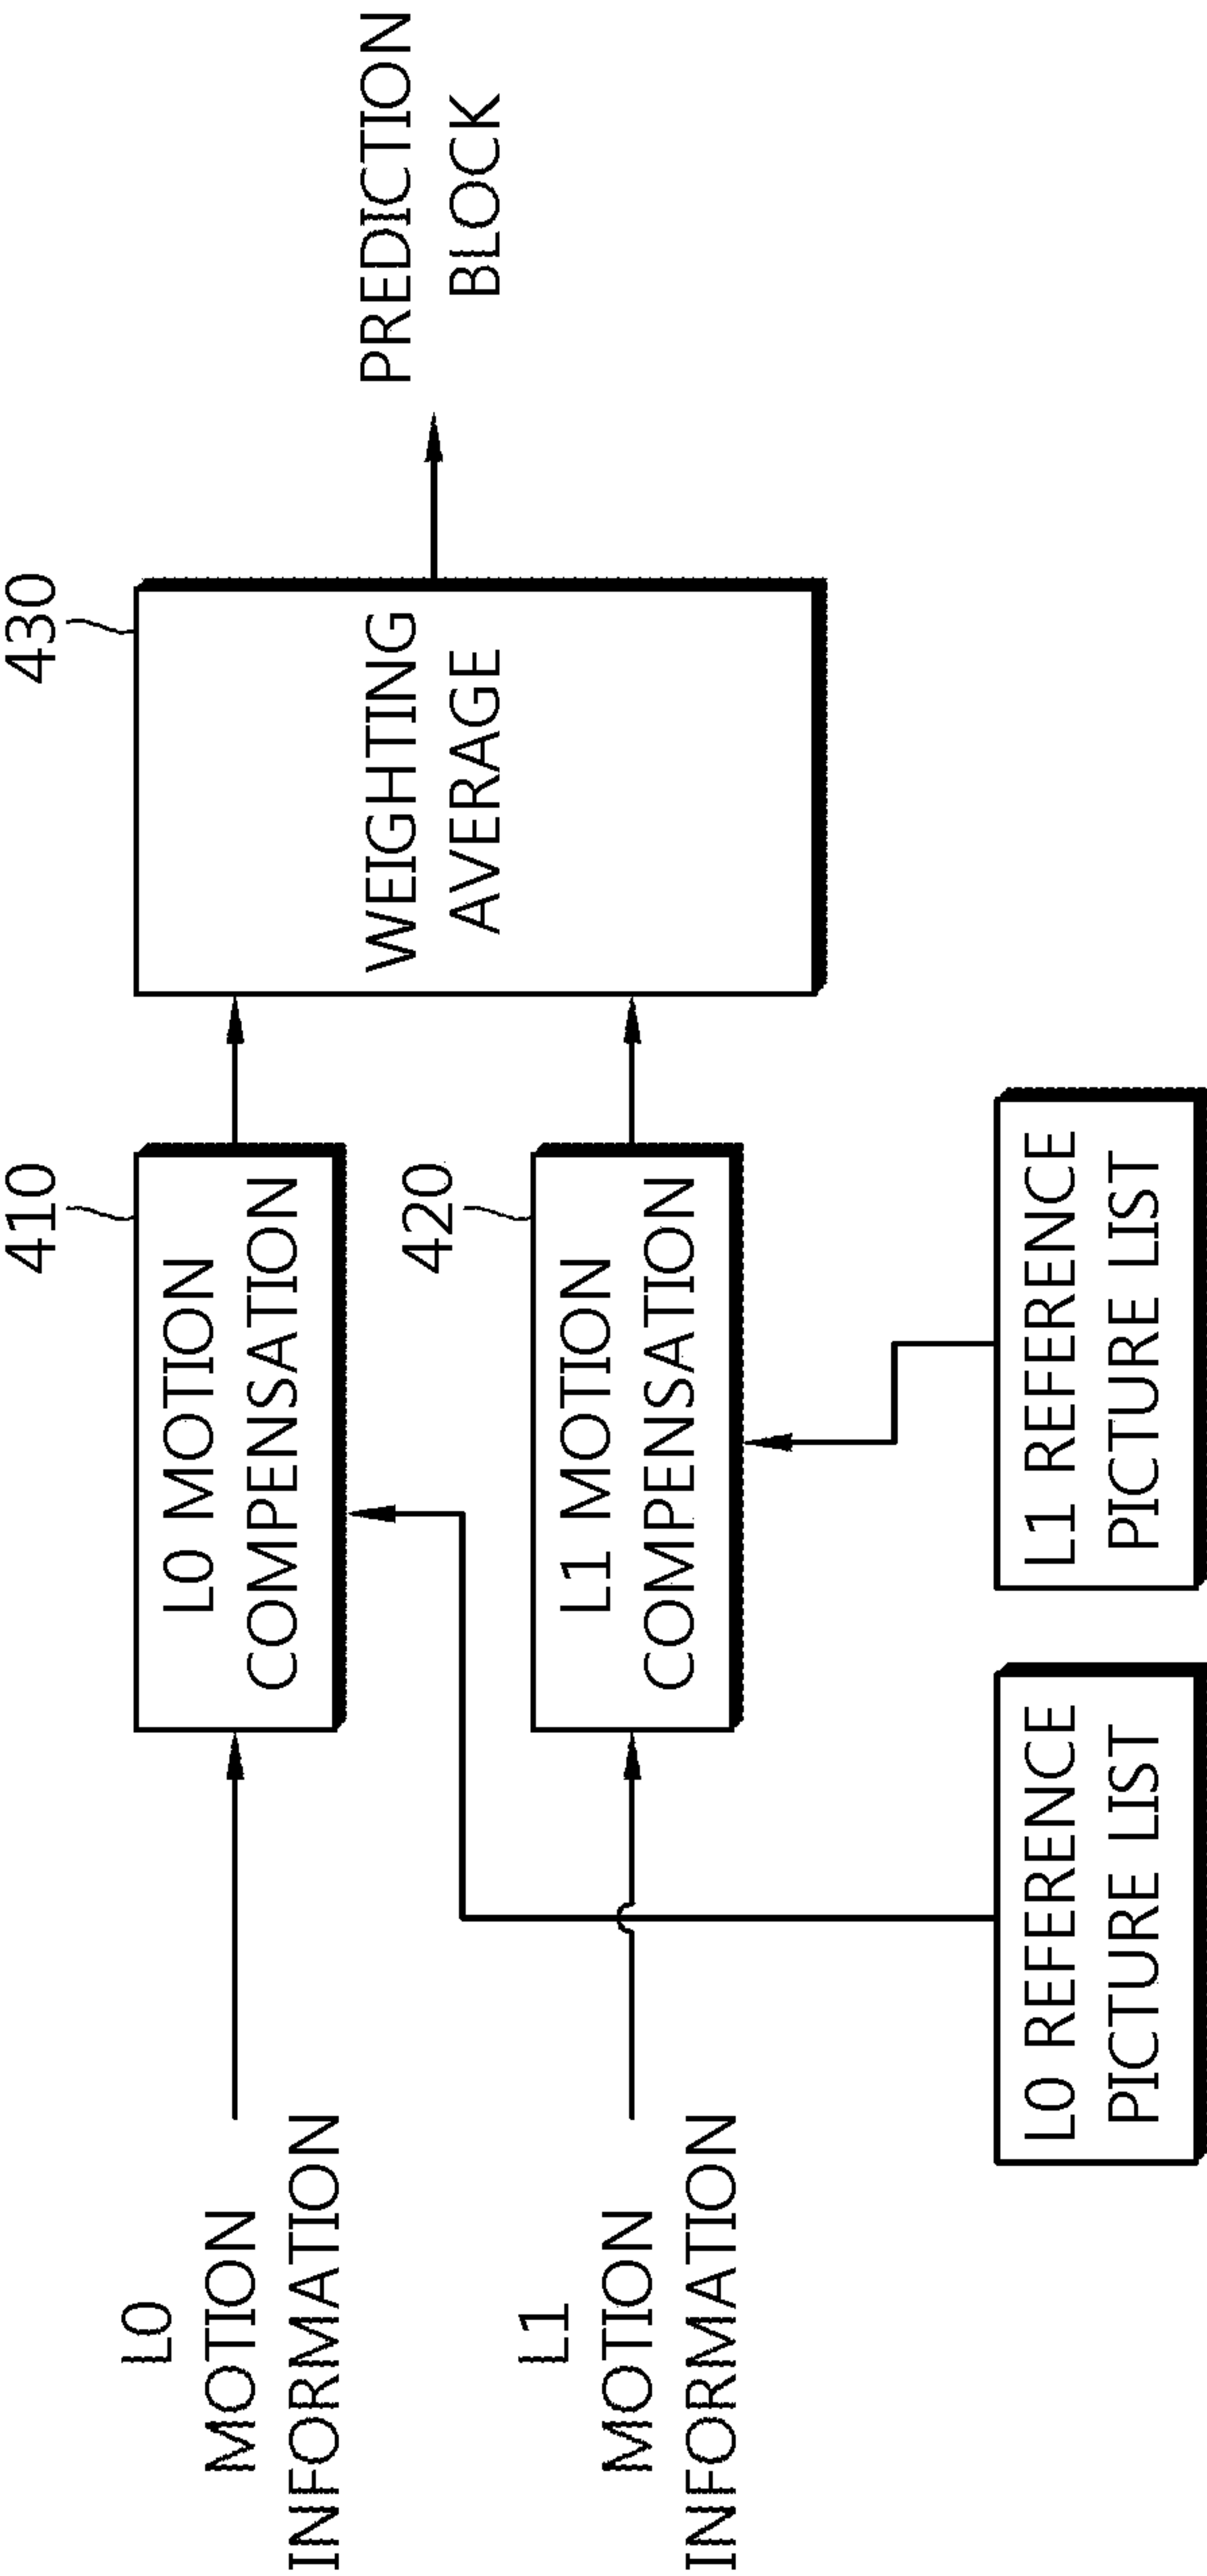 L0
MOTION
INFORMATION
410
L0 MOTION
COMPENSATION
430
WEIGHTING
AVERAGE
PREDICTION
BLOCK
L1
MOTION
INFORMATION
420
L1 MOTION
COMPENSATION
L0 REFERENCE
PICTURE LIST
L1 REFERENCE
PICTURE LIST